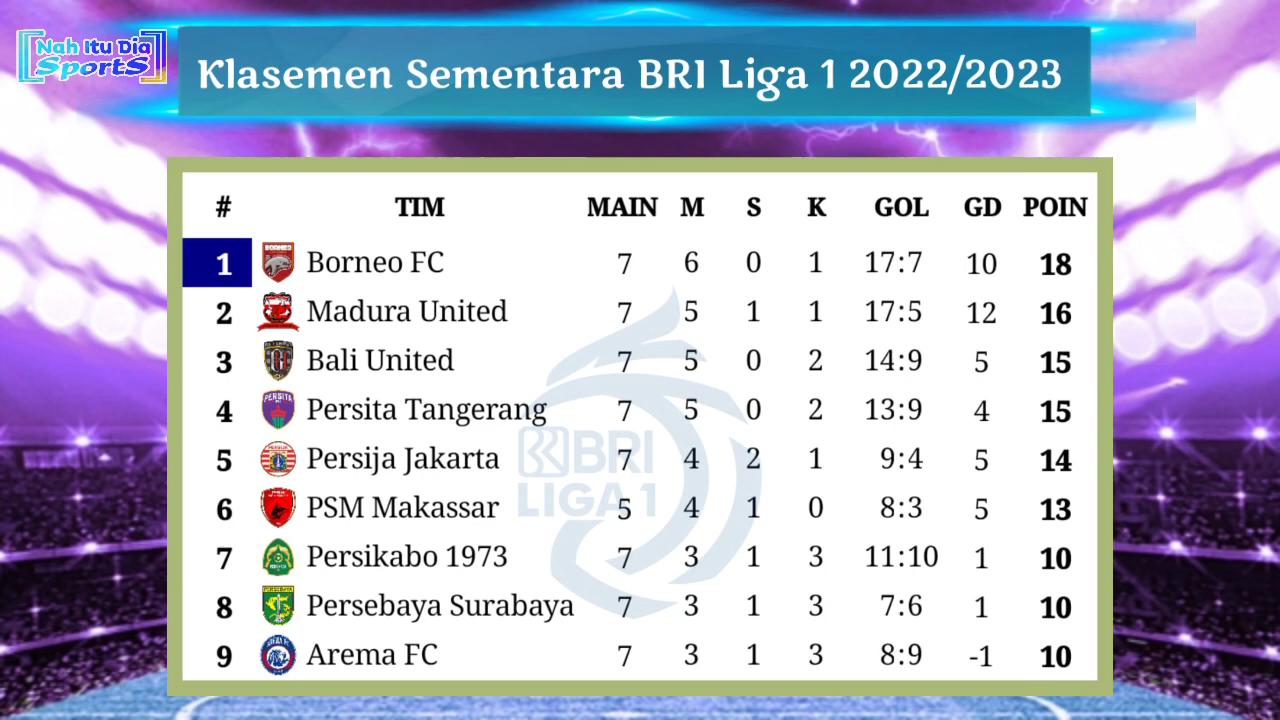 Nah Itu Dia
SportS
Klasemen Sementara BRI Liga 1 2022/2023
# TIM MAIN M S K GOL GD POIN
1 Borneo FC 7 6 0 1 17:7 10 18
2 Madura United 7 5 1 1 17:5 12 16
3 Bali United 7 5 0 2 14:9 5 15
4 Persita Tangerang 7 5 0 2 13:9 4 15
5 Persija Jakarta 7 4 2 1 9:4 5 14
6 PSM Makassar 5 4 1 0 8:3 5 13
7 Persikabo 1973 7 3 1 3 11:10 1 10
8 Persebaya Surabaya 7 3 1 3 7:6 1 10
9 Arema FC 7 3 1 3 8:9 -1 10
BRI
LIGA 1